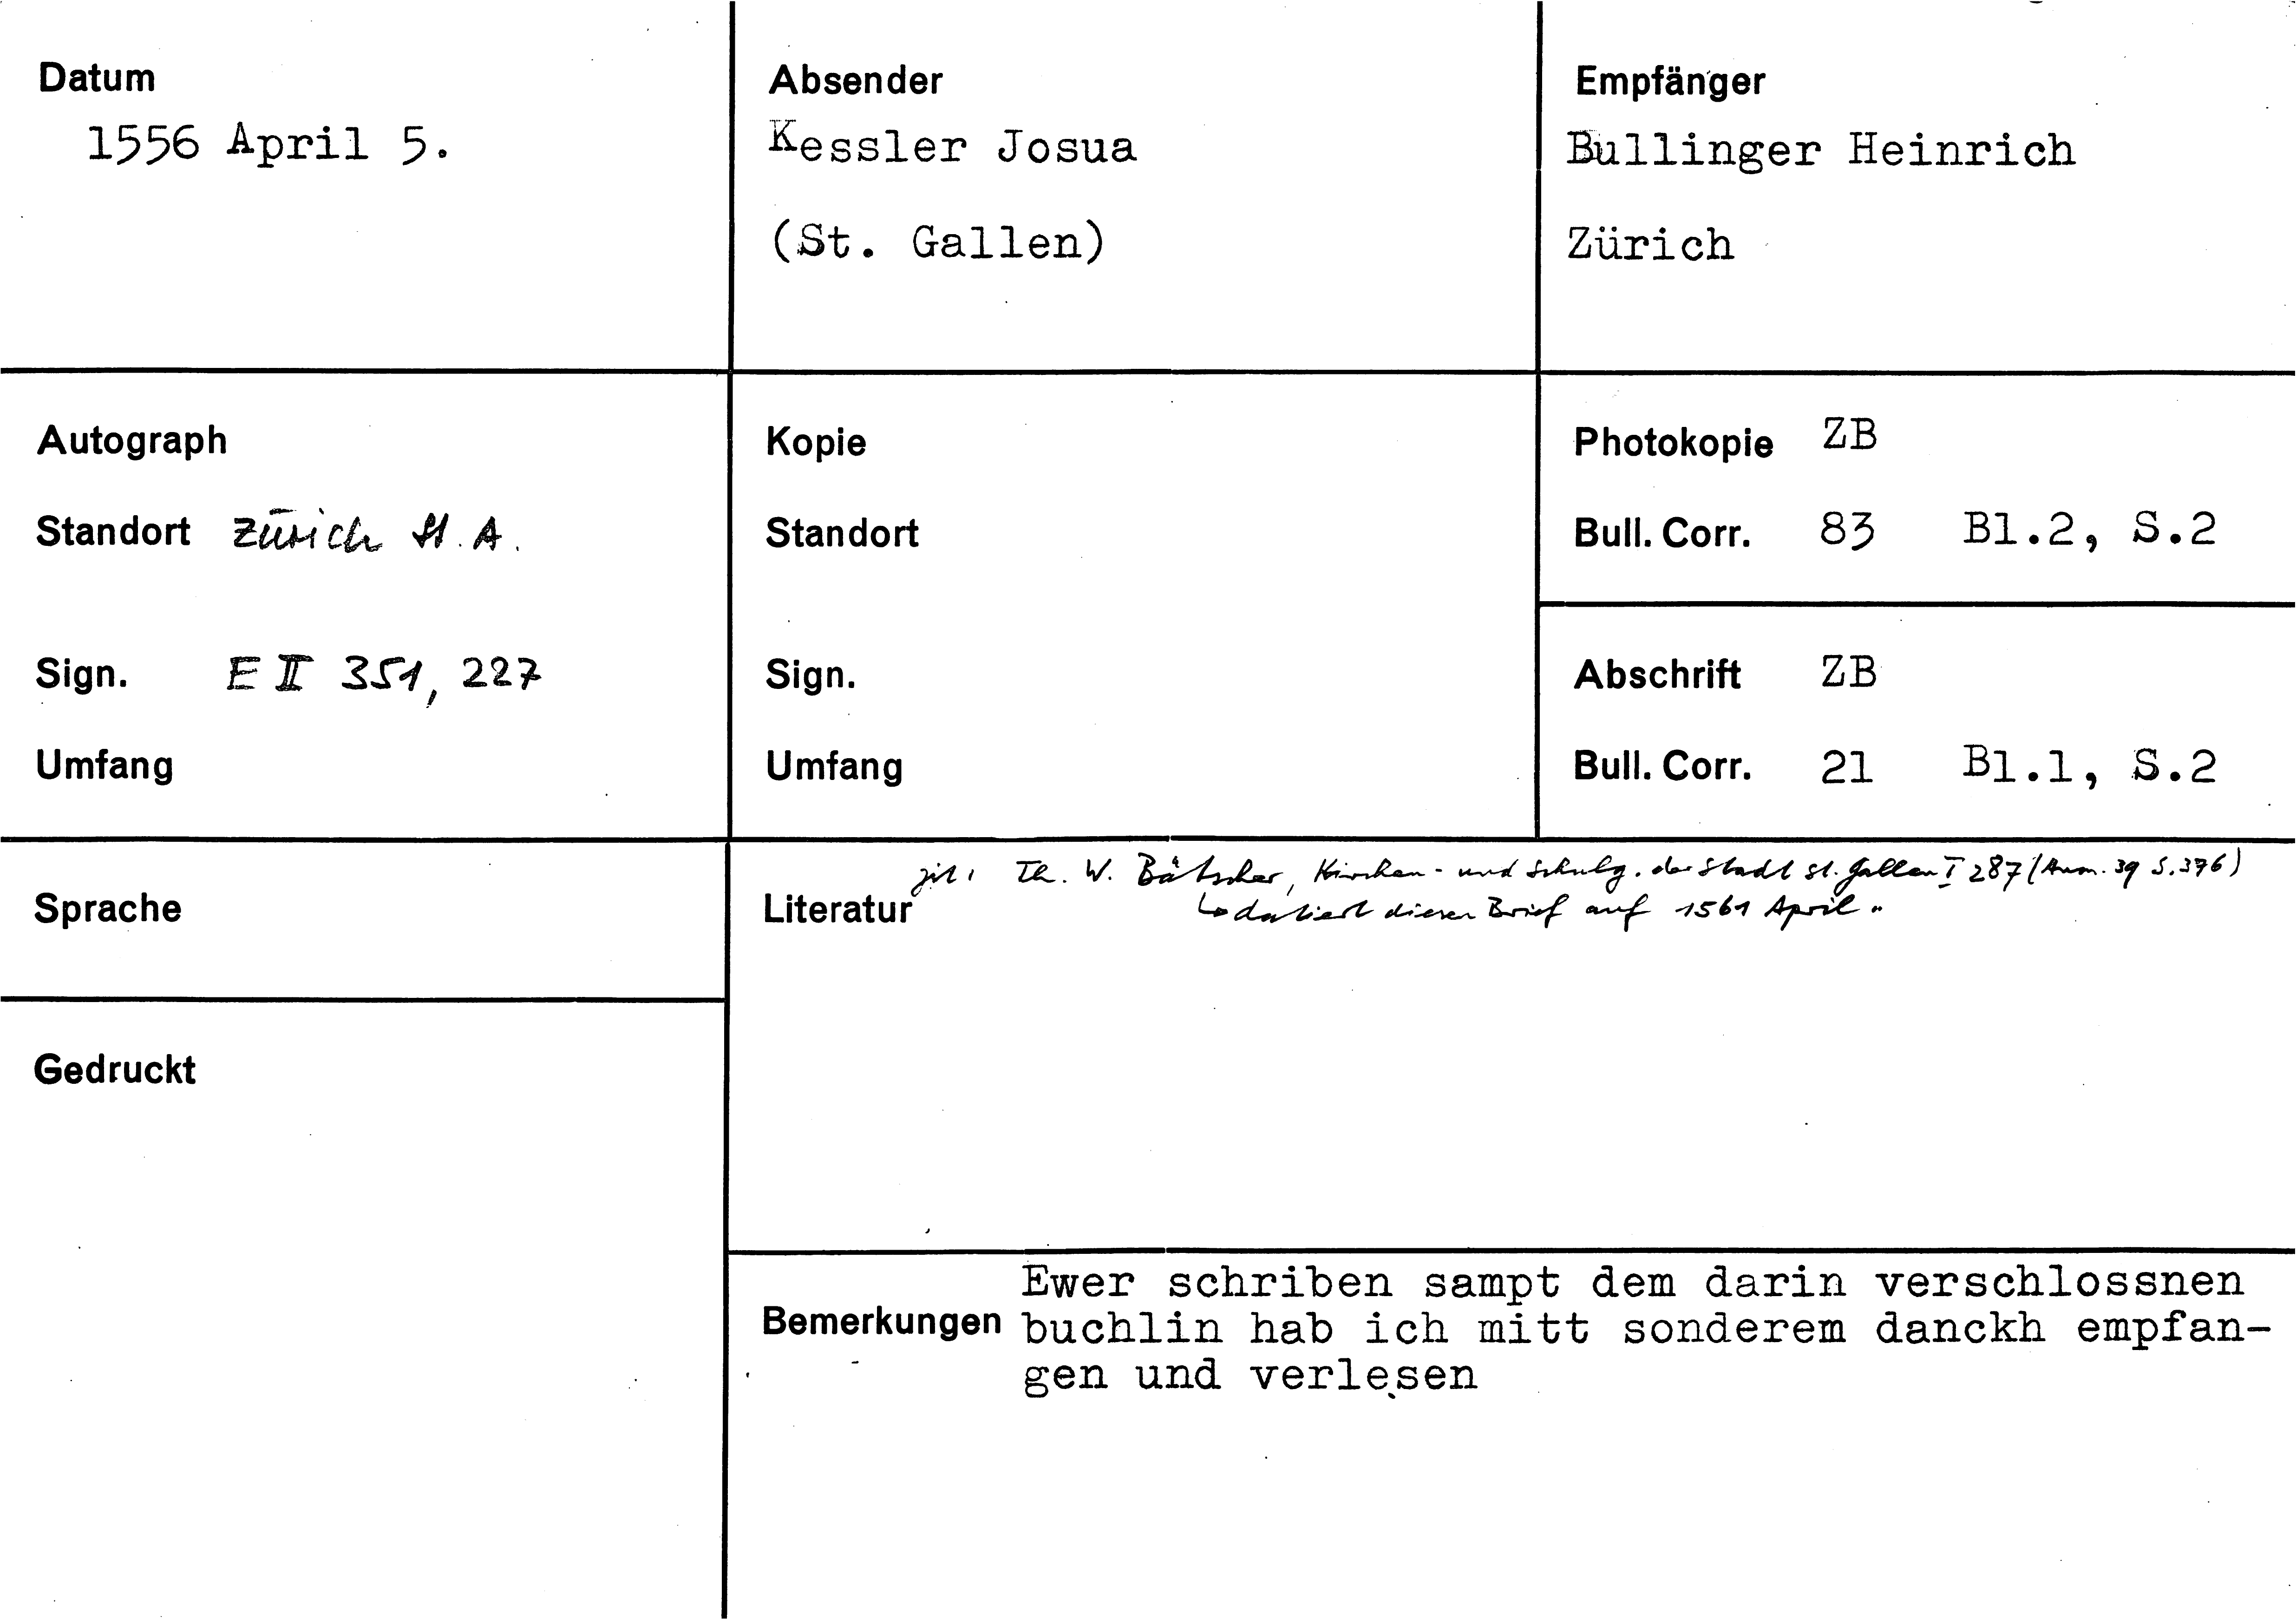 Datum
1556 April 5.
Absender
Kessler Josua
(St. Gallen)
Empfänger
Bullinger Heinrich
Zürich
Autograph
Standort Zürich St. A.
Sign. E II 351, 227
Umfang
Kopie
Standort
Sign.
Umfang
Photokopie ZB
Bull. Corr. 83 Bl.2, S.2
Abschrift ZB
Bull. Corr. 21 Bl.1, S.2
Sprache
Gedruckt
zit: Th. W. Bätscher, Kirchen- und Schulg. der Stadt St. Gallen I 287 (Anm. 39 S. 376)
Literatur ↳ datiert diesen Brief auf 1561 April.
Ewer schriben sampt dem darin verschlossnen
Bemerkungen buchlin hab ich mitt sonderem danckh empfan-
gen und verlesen